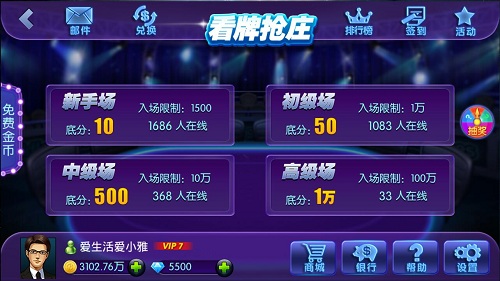 邮件
兑换
看牌抢庄
排行榜
签到
活动
免费金币
新手场
入场限制：1500
底分：10
1686 人在线
初级场
入场限制：1万
底分：50
1083 人在线
抽奖
中级场
入场限制：10万
底分：500
368 人在线
高级场
入场限制：100万
底分：1万
33 人在线
爱生活爱小雅
VIP 7
3102.76万
5500
商城
银行
帮助
设置